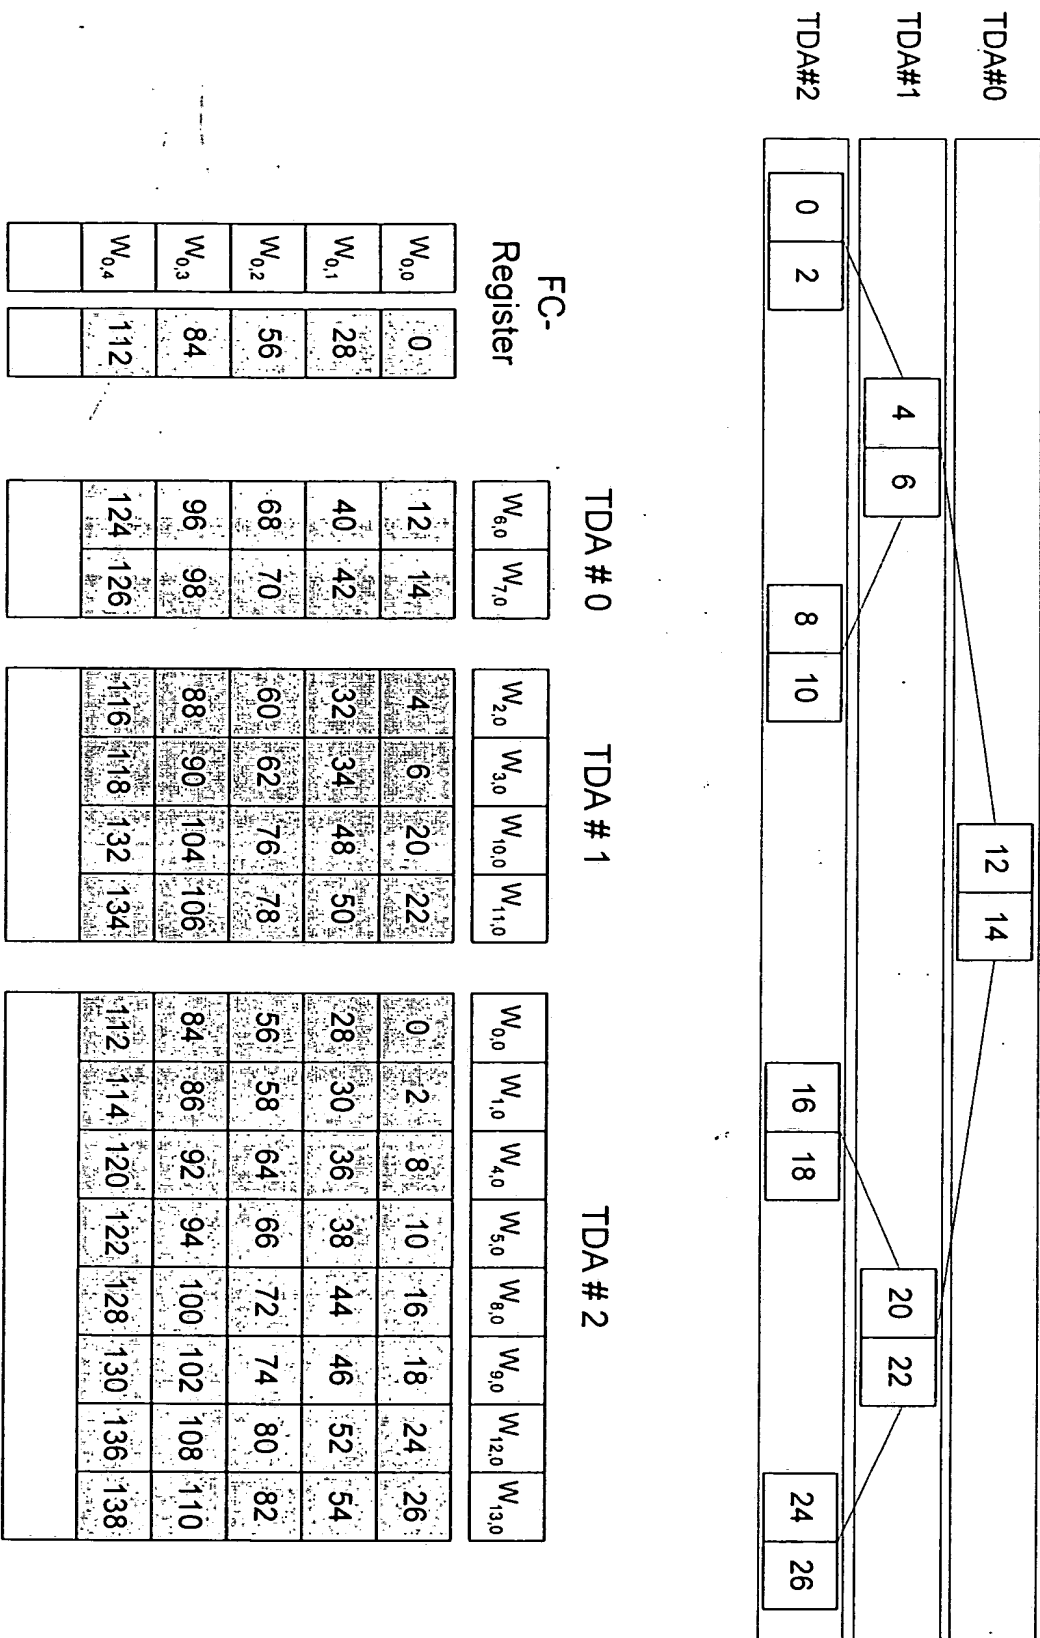 TDA#0 12 14
TDA#1 4 6 20 22
TDA#2 0 2 8 10 16 18 24 26
FC-
Register
TDA # 0 TDA # 1 TDA # 2
W6,0 W7,0 W2,0 W3,0 W10,0 W11,0 W0,0 W1,0 W4,0 W5,0 W8,0 W9,0 W12,0 W13,0
W0,0 0 12 14 4 6 20 22 0 2 8 10 16 18 24 26
W0,1 28 40 42 32 34 48 50 28 30 36 38 44 46 52 54
W0,2 56 68 70 60 62 76 78 56 58 64 66 72 74 80 82
W0,3 84 96 98 88 90 104 106 84 86 92 94 100 102 108 110
W0,4 112 124 126 116 118 132 134 112 114 120 122 128 130 136 138